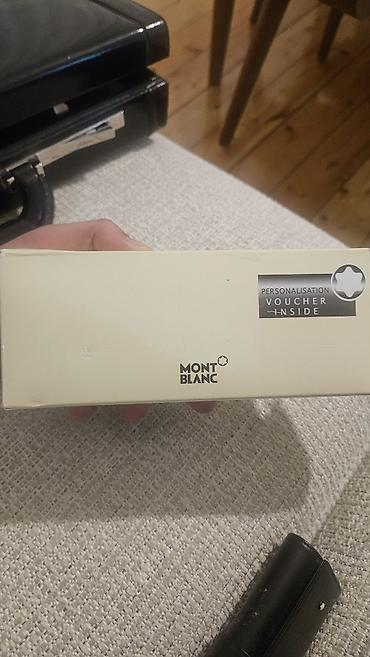 PERSONALISATION
VOUCHER
INSIDE
MONT
BLANC